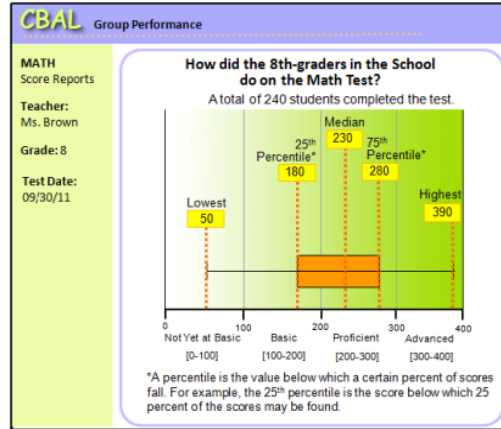 CBAL Group Performance
MATH
Score Reports
Teacher:
Ms. Brown
Grade: 8
Test Date:
09/30/11
How did the 8th-graders in the School
do on the Math Test?
A total of 240 students completed the test.
Lowest
50
25th
Percentile*
180
Median
230
75th
Percentile*
280
Highest
390
0 100 200 300 400
Not Yet at Basic Basic Proficient Advanced
[0-100] [100-200] [200-300] [300-400]
*A percentile is the value below which a certain percent of scores
fall. For example, the 25th percentile is the score below which 25
percent of the scores may be found.